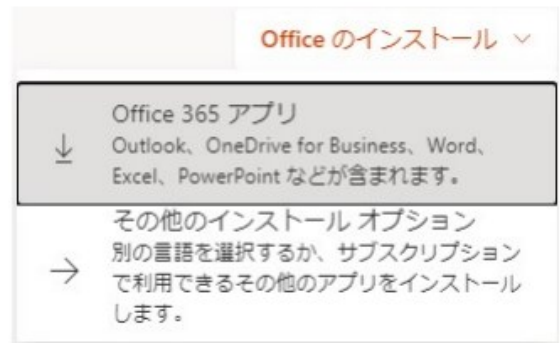 Office のインストール
Office 365 アプリ
Outlook、OneDrive for Business、Word、
Excel、PowerPoint などが含まれます。
その他のインストール オプション
別の言語を選択するか、サブスクリプション
で利用できるその他のアプリをインストール
します。